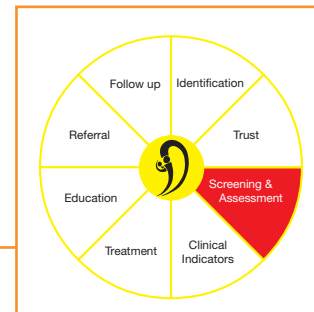 Follow up
Identification
Referral
Trust
Screening &
Assessment
Education
Treatment
Clinical
Indicators